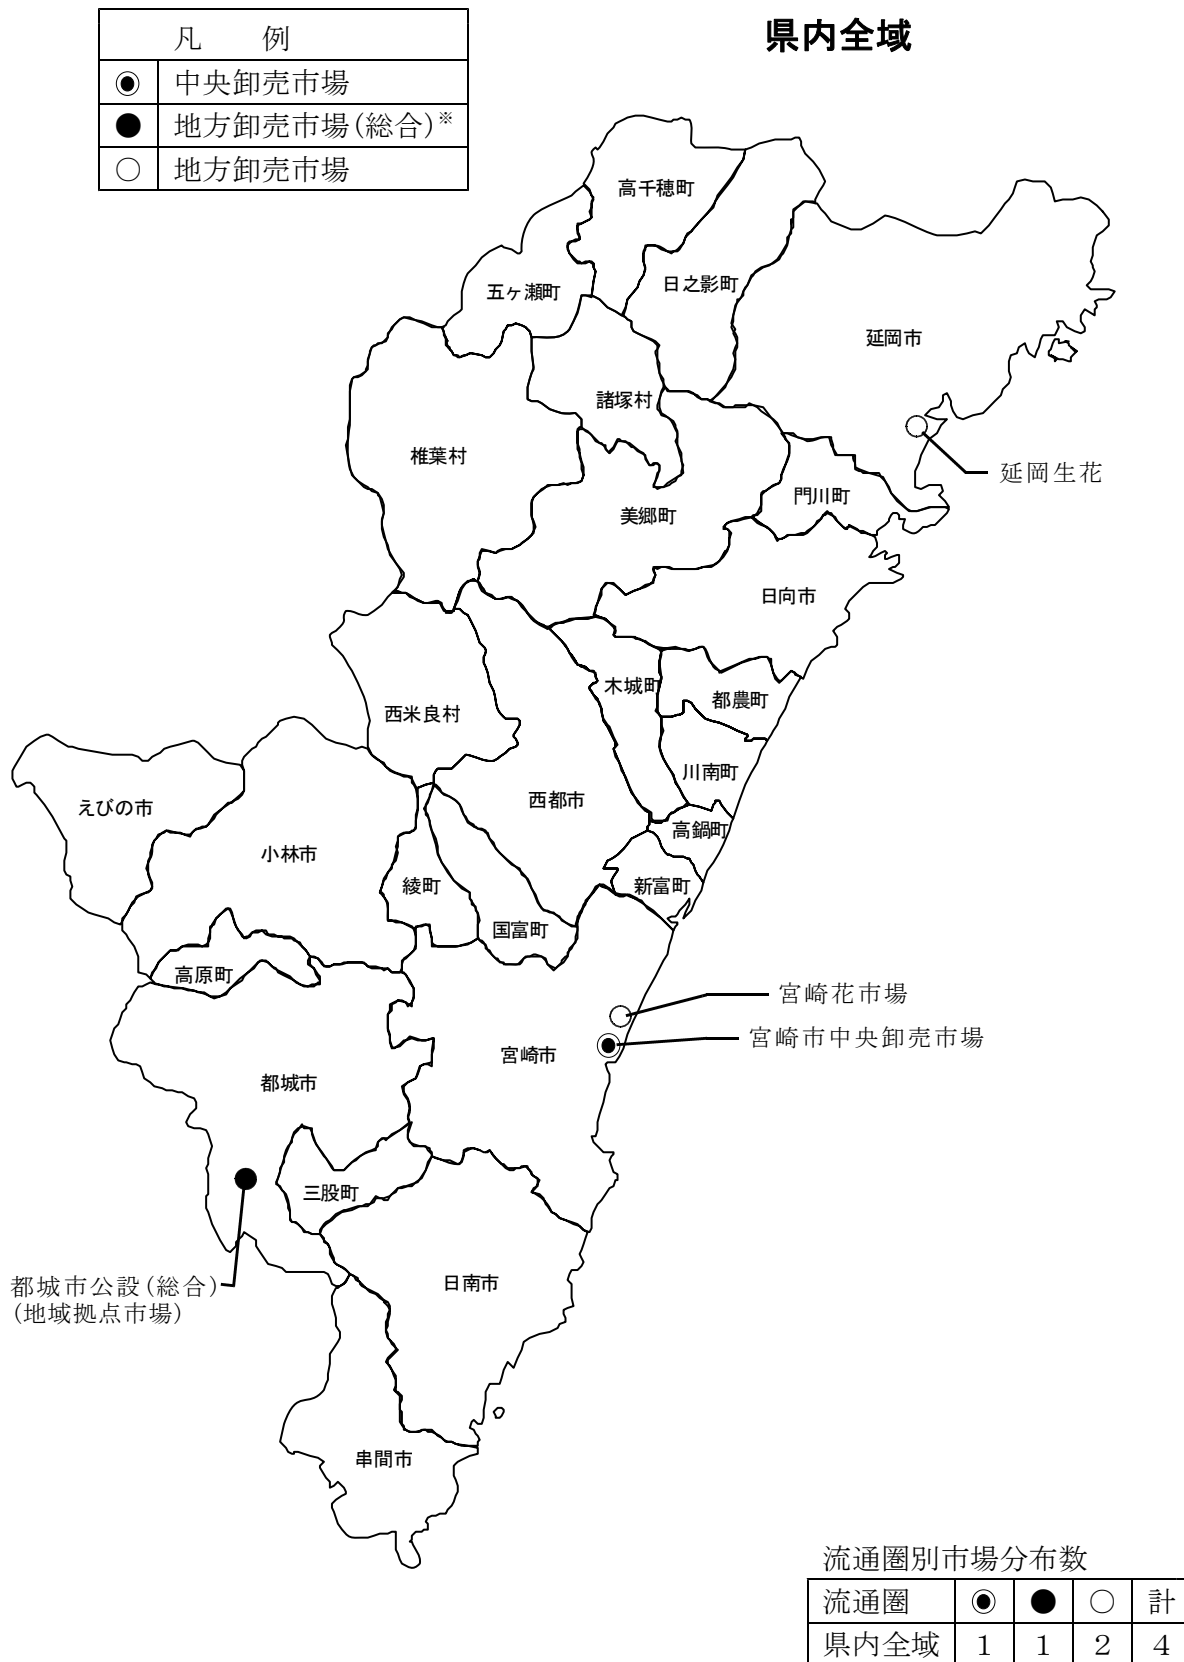 県内全域
凡　例
◉ 中央卸売市場
● 地方卸売市場(総合)※
○ 地方卸売市場
高千穂町
日之影町
五ヶ瀬町
延岡市
諸塚村
椎葉村
延岡生花
門川町
美郷町
日向市
木城町
都農町
西米良村
川南町
西都市
えびの市
高鍋町
小林市
綾町
新富町
国富町
高原町
宮崎花市場
宮崎市中央卸売市場
宮崎市
都城市
三股町
都城市公設(総合)
(地域拠点市場)
日南市
串間市
流通圏別市場分布数
流通圏 ◉ ● ○ 計
県内全域 1 1 2 4